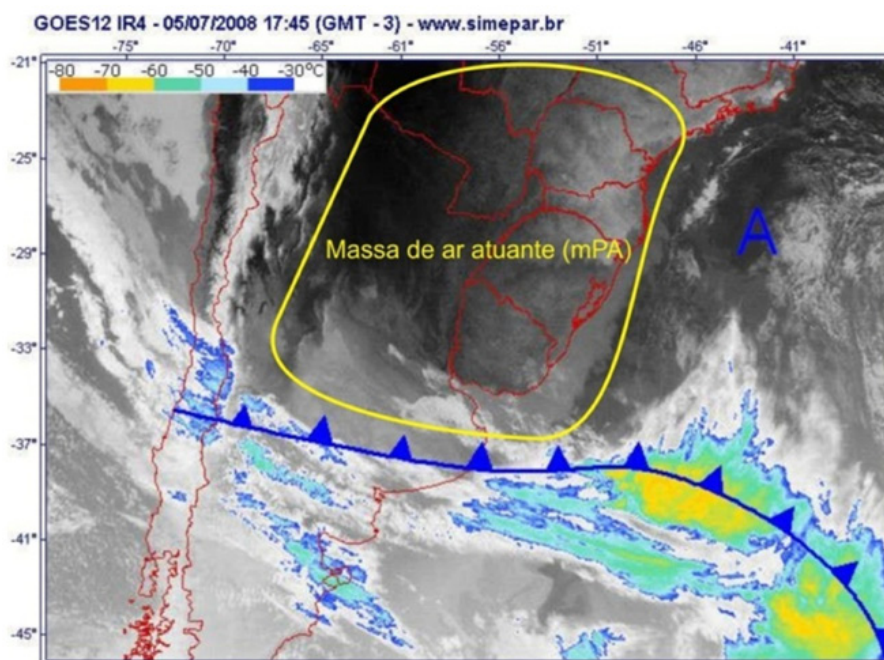 GOES12 IR4 - 05/07/2008 17:45 (GMT - 3) - www.simepar.br
-75° -70° -65° -61° -56° -51° -46° -41°
-80 -70 -60 -50 -40 -30°C
-21°
-25°
A
Massa de ar atuante (mPA)
-29°
-33°
-37°
-41°
-45°